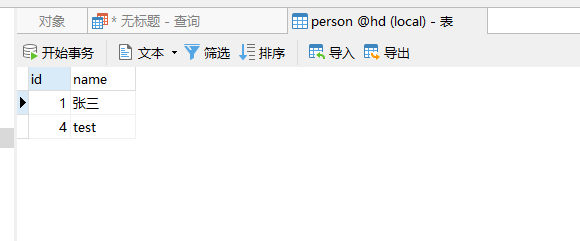 对象 * 无标题 - 查询 person @hd (local) - 表
开始事务 文本 筛选 排序 导入 导出
id name
1 张三
4 test